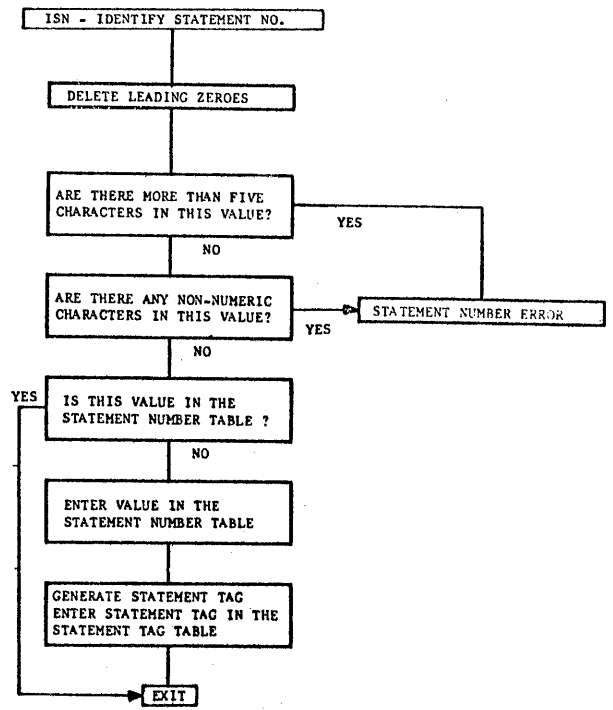 ISN - IDENTIFY STATEMENT NO.
DELETE LEADING ZEROES
ARE THERE MORE THAN FIVE
CHARACTERS IN THIS VALUE?
YES
NO
ARE THERE ANY NON-NUMERIC
CHARACTERS IN THIS VALUE?
YES
STATEMENT NUMBER ERROR
NO
YES
IS THIS VALUE IN THE
STATEMENT NUMBER TABLE ?
NO
ENTER VALUE IN THE
STATEMENT NUMBER TABLE
GENERATE STATEMENT TAG
ENTER STATEMENT TAG IN THE
STATEMENT TAG TABLE
EXIT